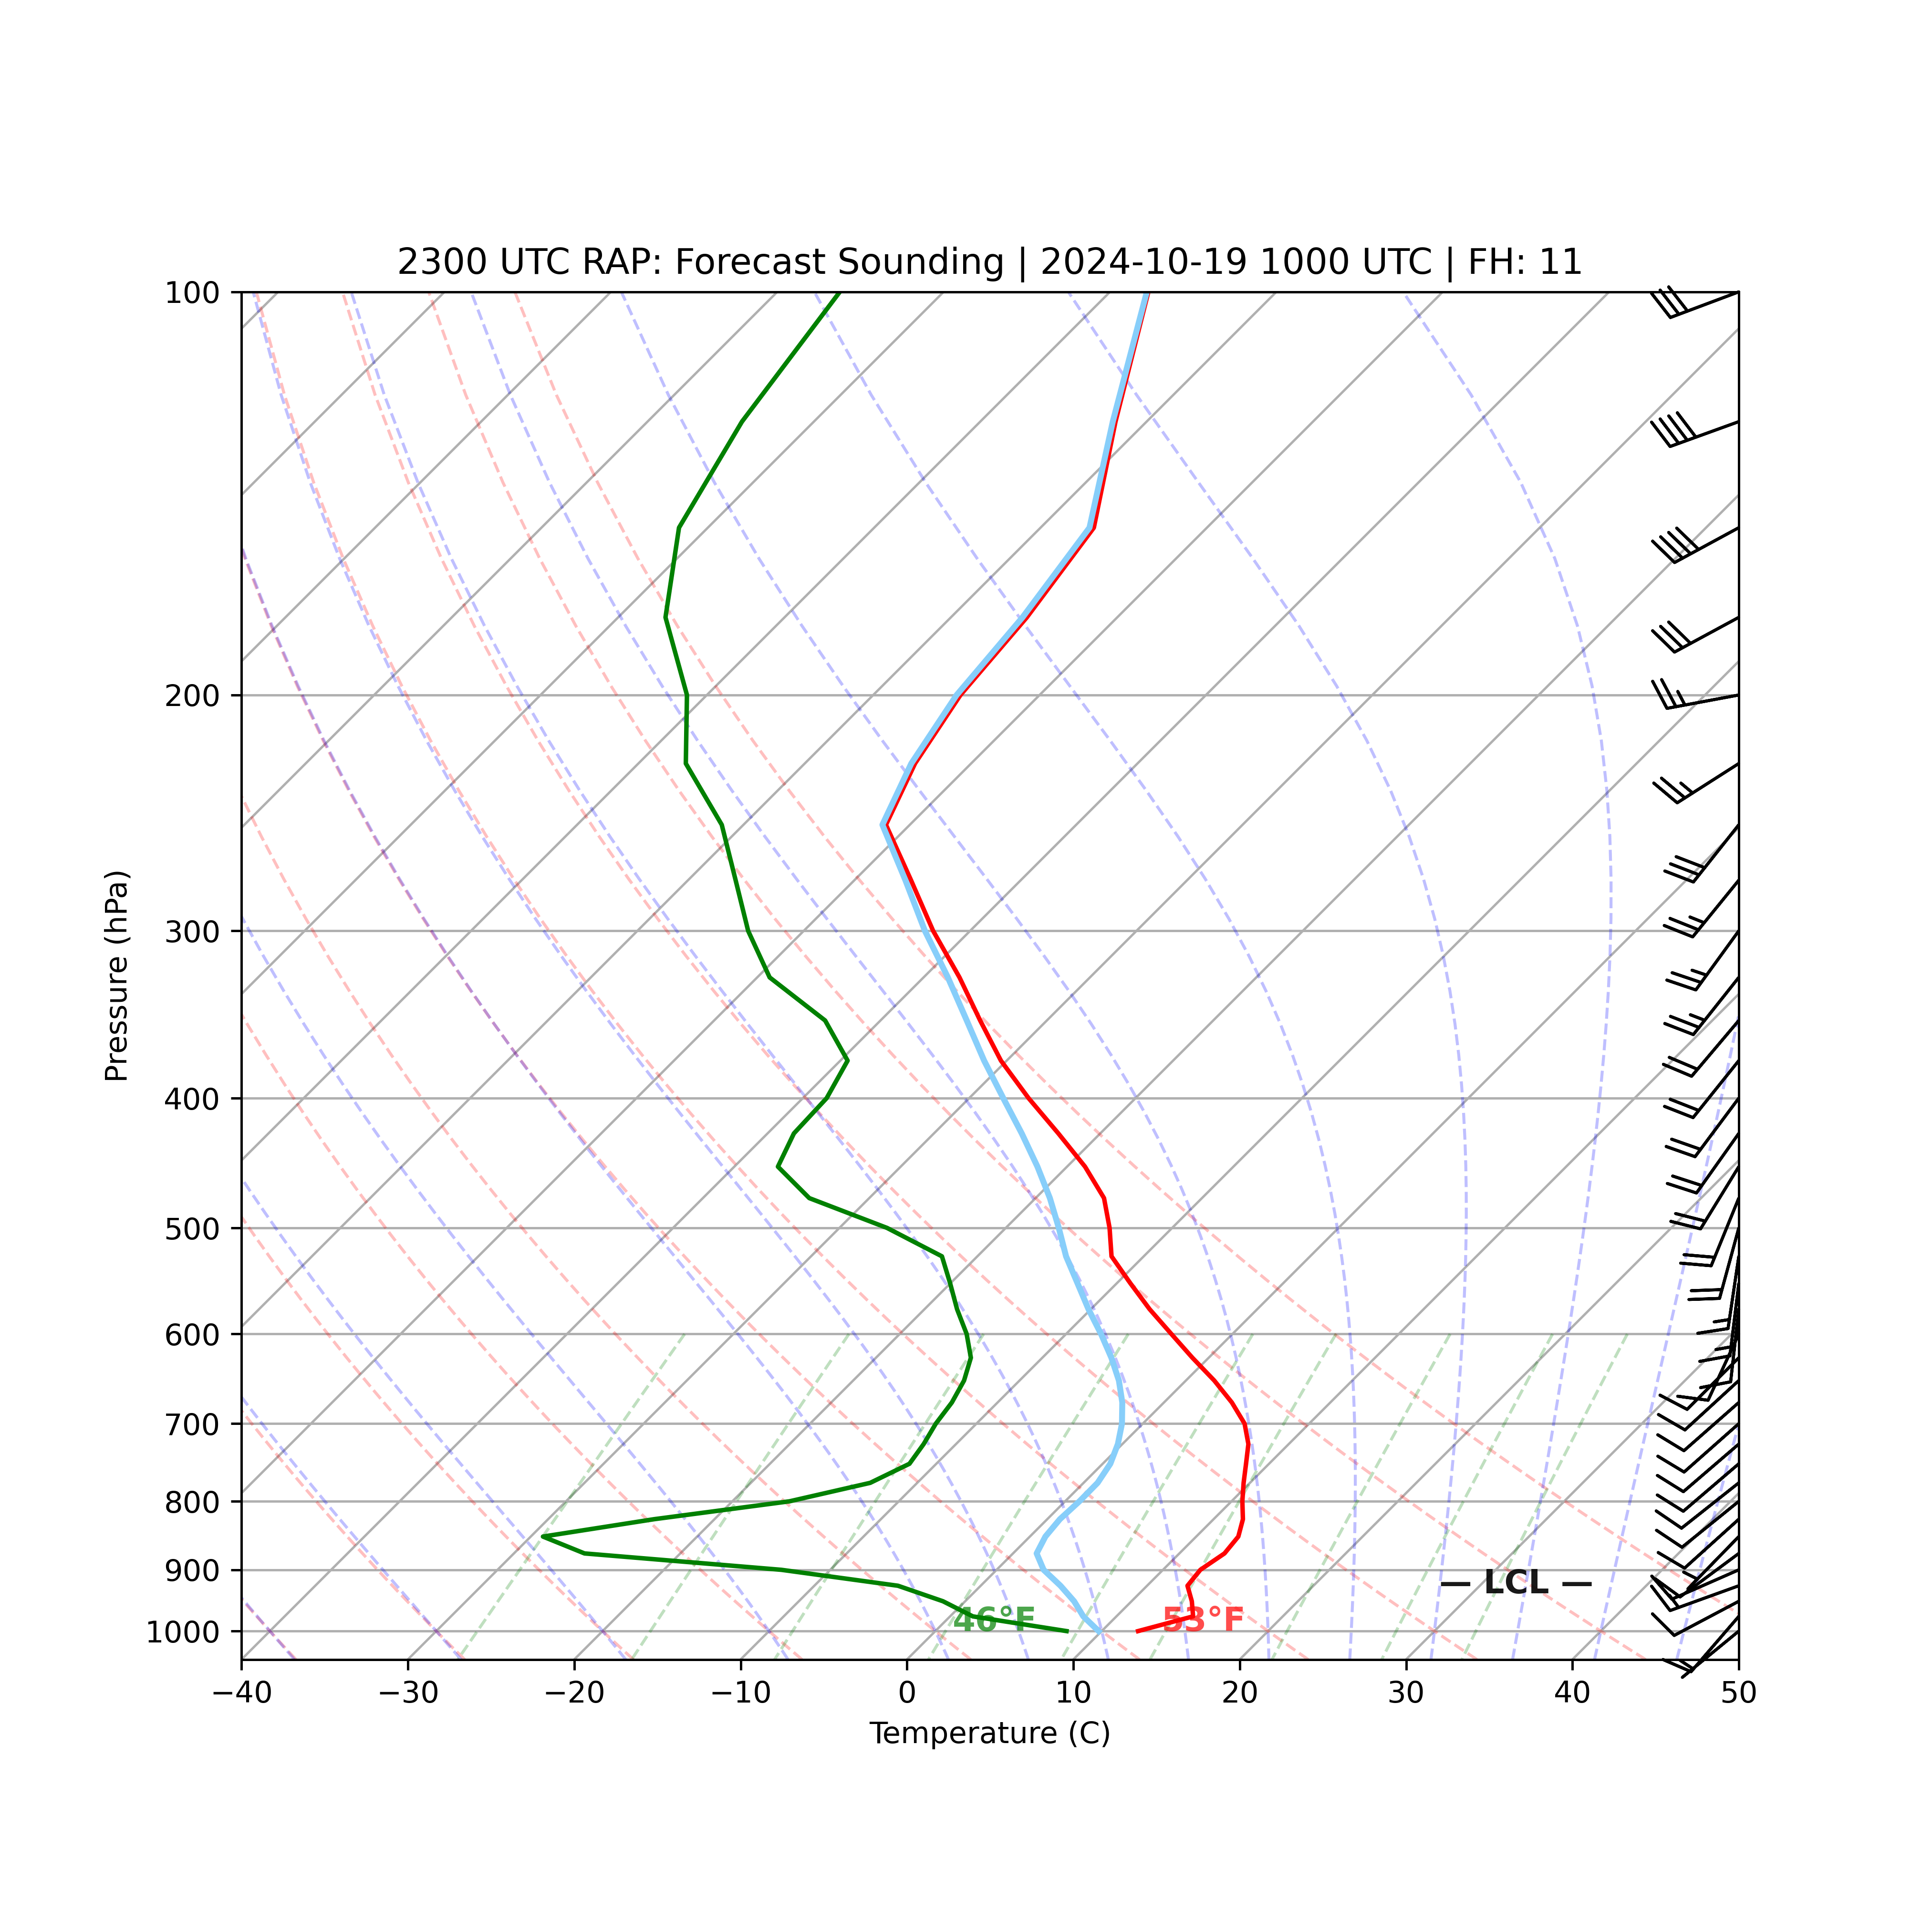 2300 UTC RAP: Forecast Sounding | 2024-10-19 1000 UTC | FH: 11
100
200
300
400
500
600
700
800
900
1000
Pressure (hPa)
— LCL —
46°F 53°F
−40 −30 −20 −10 0 10 20 30 40 50
Temperature (C)